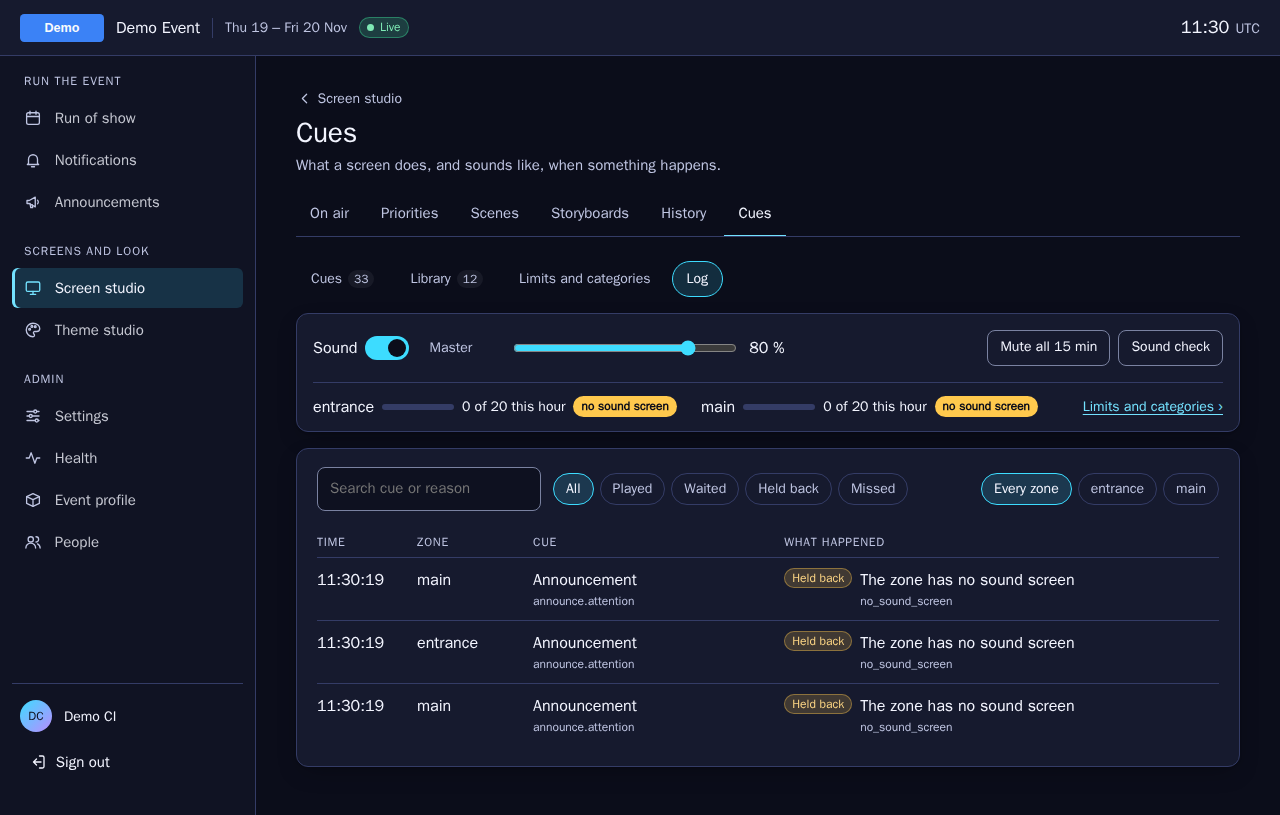 Demo
Demo Event
Thu 19 – Fri 20 Nov
Live
11:30 UTC
RUN THE EVENT
Run of show
Notifications
Announcements
SCREENS AND LOOK
Screen studio
Theme studio
ADMIN
Settings
Health
Event profile
People
DC
Demo CI
Sign out
Screen studio
Cues
What a screen does, and sounds like, when something happens.
On air Priorities Scenes Storyboards History Cues
Cues 33 Library 12 Limits and categories Log
Sound Master 80 % Mute all 15 min Sound check
entrance 0 of 20 this hour no sound screen main 0 of 20 this hour no sound screen Limits and categories ›
Search cue or reason All Played Waited Held back Missed Every zone entrance main
TIME ZONE CUE WHAT HAPPENED
11:30:19 main Announcement Held back The zone has no sound screen
announce.attention no_sound_screen
11:30:19 entrance Announcement Held back The zone has no sound screen
announce.attention no_sound_screen
11:30:19 main Announcement Held back The zone has no sound screen
announce.attention no_sound_screen